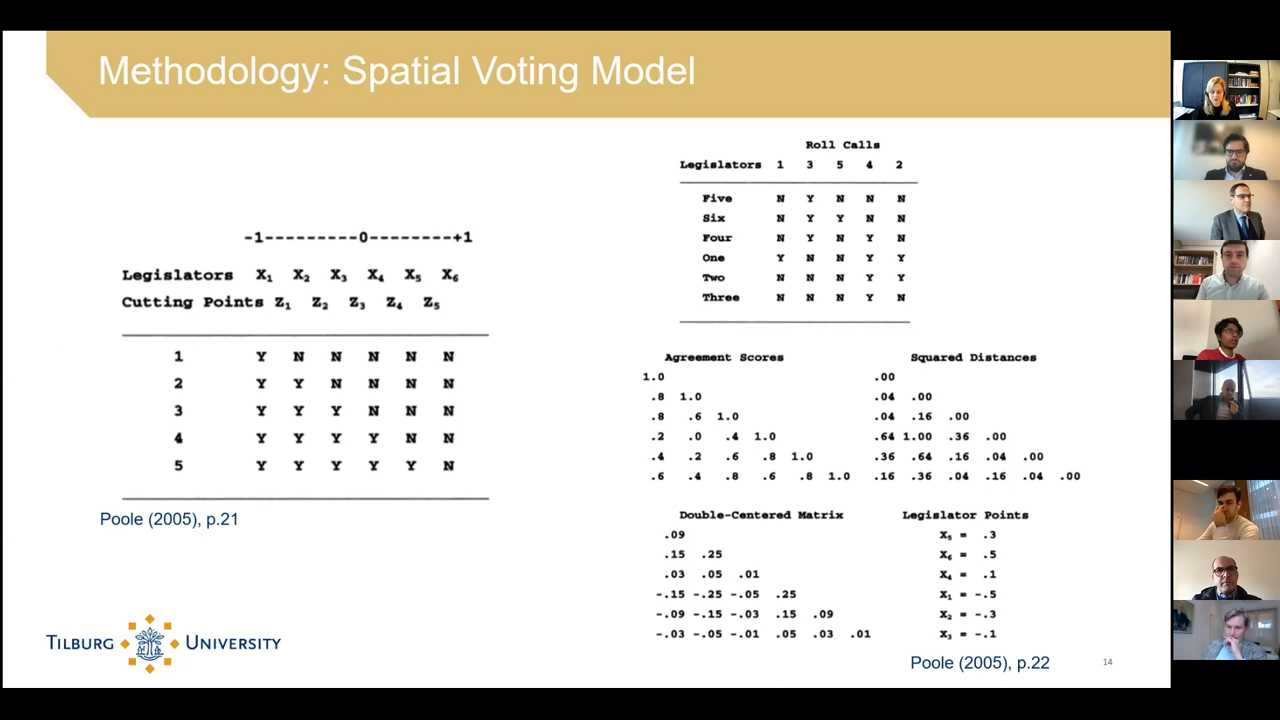 Methodology: Spatial Voting Model
-1---------0--------+1
Legislators X1 X2 X3 X4 X5 X6
Cutting Points Z1 Z2 Z3 Z4 Z5
1 Y N N N N N
2 Y Y N N N N
3 Y Y Y N N N
4 Y Y Y Y N N
5 Y Y Y Y Y N
Poole (2005), p.21
Roll Calls
Legislators 1 3 5 4 2
Five N Y N N N
Six N Y Y N N
Four N Y N Y N
One Y N N Y Y
Two N N N Y Y
Three N N N Y N
Agreement Scores
1.0
.8 1.0
.8 .6 1.0
.2 .0 .4 1.0
.4 .2 .6 .8 1.0
.6 .4 .8 .6 .8 1.0
Squared Distances
.00
.04 .00
.04 .16 .00
.64 1.00 .36 .00
.36 .64 .16 .04 .00
.16 .36 .04 .16 .04 .00
Double-Centered Matrix
.09
.15 .25
.03 .05 .01
-.15 -.25 -.05 .25
-.09 -.15 -.03 .15 .09
-.03 -.05 -.01 .05 .03 .01
Legislator Points
X5 = .3
X6 = .5
X4 = .1
X1 = -.5
X2 = -.3
X3 = -.1
Poole (2005), p.22
14
TILBURG UNIVERSITY